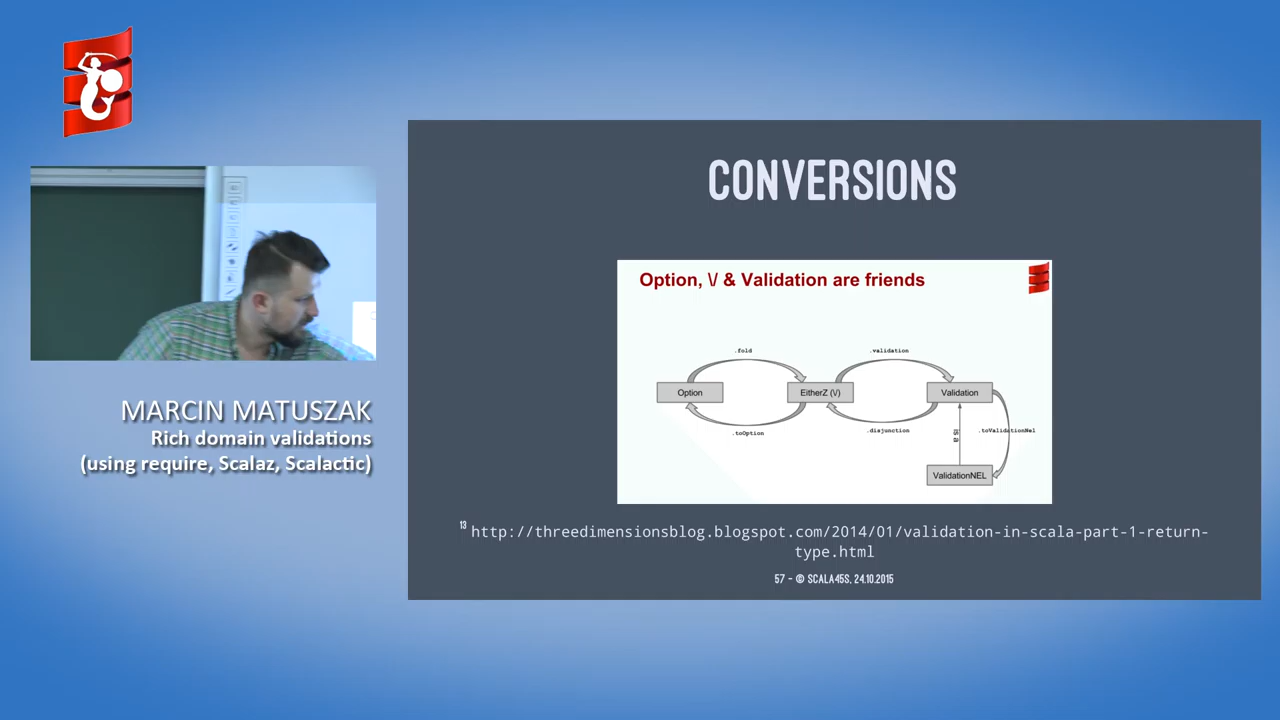 MARCIN MATUSZAK
Rich domain validations
(using require, Scalaz, Scalactic)
CONVERSIONS
Option, \/ & Validation are friends
.fold
.validation
Option
EitherZ (\/)
Validation
.toOption
.disjunction
is a
.toValidationNel
ValidationNEL
13 http://threedimensionsblog.blogspot.com/2014/01/validation-in-scala-part-1-return-
type.html
57 - © SCALA45S, 24.10.2015